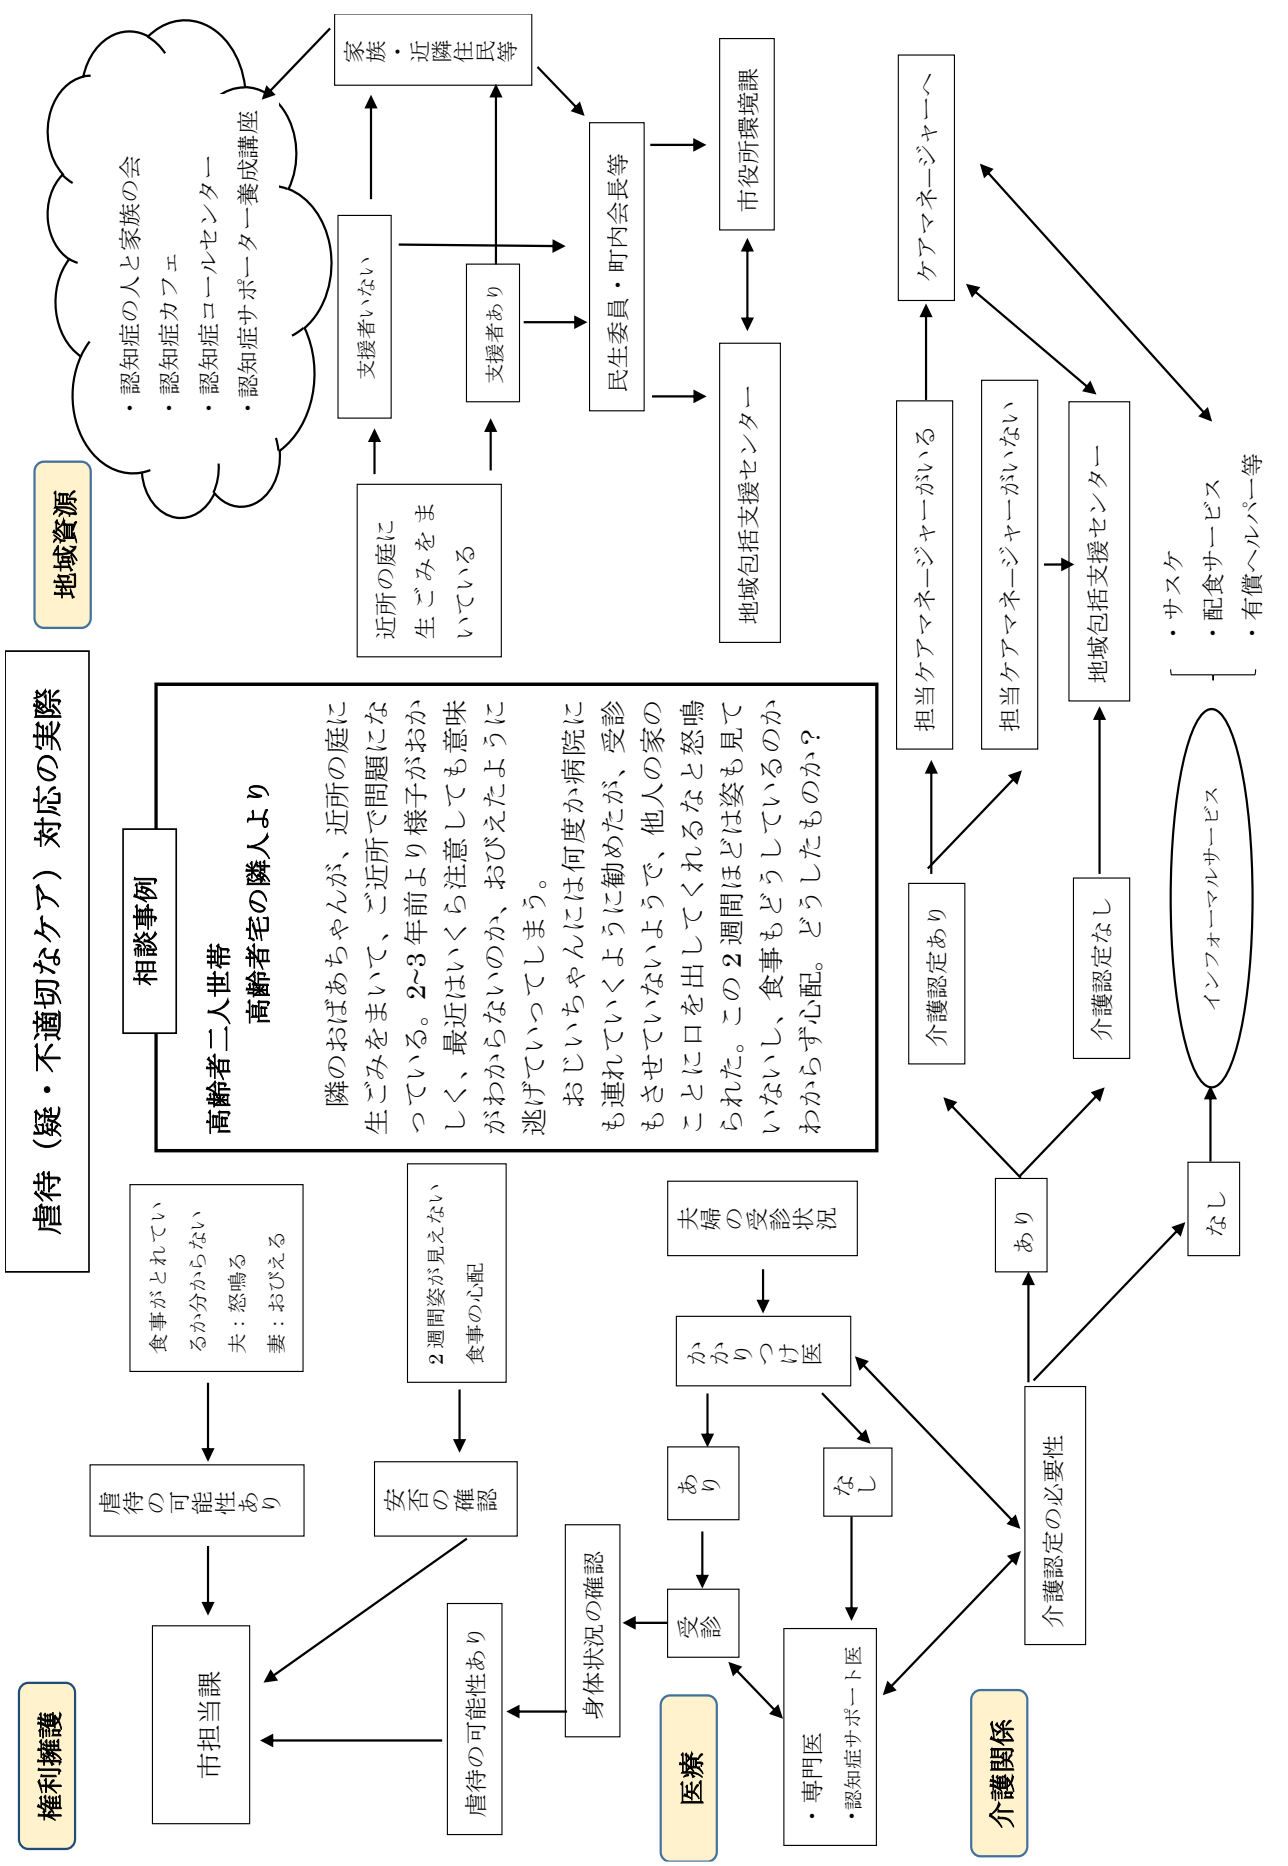 虐待（疑・不適切なケア）対応の実際
権利擁護
地域資源
相談事例
高齢者二人世帯
高齢者宅の隣人より
隣のおばあちゃんが、近所の庭に
生ごみをまいて、ご近所で問題にな
っている。2~3 年前より様子がおか
しく、最近はいくら注意しても意味
がわからないのか、おびえたように
逃げていってしまう。
おじいちゃんには何度か病院に
も連れていくように勧めたが、受診
もさせていないようで、他人の家の
ことに口を出してくれるなと怒鳴
られた。この 2 週間ほどは姿も見て
いないし、食事もどうしているのか
わからず心配。どうしたものか？
市担当課
虐待の可能性あり
食事がとれてい
るか分からない
夫：怒鳴る
妻：おびえる
安否の確認
2 週間姿が見えない
食事の心配
虐待の可能性あり
身体状況の確認
・認知症の人と家族の会
・認知症カフェ
・認知症コールセンター
・認知症サポーター養成講座
家族・近隣住民等
近所の庭に
生ごみをま
いている
支援者いない
支援者あり
民生委員・町内会長等
地域包括支援センター
市役所環境課
医療
受診
あり
かかりつけ医
夫婦の受診状況
なし
・専門医
・認知症サポート医
介護関係
介護認定の必要性
あり
なし
介護認定あり
介護認定なし
担当ケアマネージャーがいる
担当ケアマネージャーがいない
ケアマネージャーへ
地域包括支援センター
インフォーマルサービス
・サスケ
・配食サービス
・有償ヘルパー等